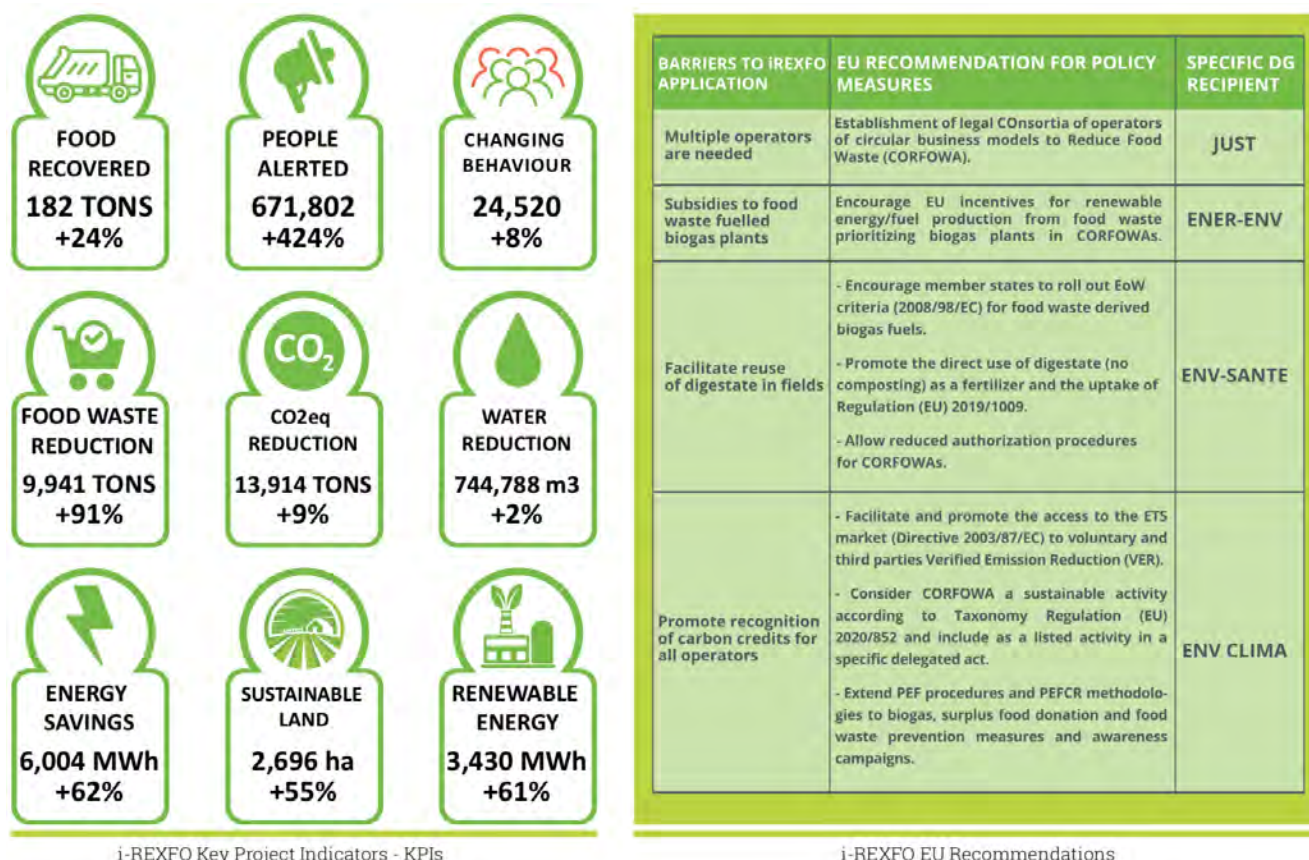 FOOD
RECOVERED
182 TONS
+24%
PEOPLE
ALERTED
671,802
+424%
CHANGING
BEHAVIOUR
24,520
+8%
FOOD WASTE
REDUCTION
9,941 TONS
+91%
CO₂
CO2eq
REDUCTION
13,914 TONS
+9%
WATER
REDUCTION
744,788 m3
+2%
ENERGY
SAVINGS
6,004 MWh
+62%
SUSTAINABLE
LAND
2,696 ha
+55%
RENEWABLE
ENERGY
3,430 MWh
+61%
i-REXFO Key Project Indicators - KPIs
BARRIERS TO iREXFO
APPLICATION
EU RECOMMENDATION FOR POLICY
MEASURES
SPECIFIC DG
RECIPIENT
Multiple operators
are needed
Establishment of legal COnsortia of operators
of circular business models to Reduce Food
Waste (CORFOWA).
JUST
Subsidies to food
waste fuelled
biogas plants
Encourage EU incentives for renewable
energy/fuel production from food waste
prioritizing biogas plants in CORFOWAs.
ENER-ENV
Facilitate reuse
of digestate in fields
- Encourage member states to roll out EoW
criteria (2008/98/EC) for food waste derived
biogas fuels.
- Promote the direct use of digestate (no
composting) as a fertilizer and the uptake of
Regulation (EU) 2019/1009.
- Allow reduced authorization procedures
for CORFOWAs.
ENV-SANTE
Promote recognition
of carbon credits for
all operators
- Facilitate and promote the access to the ETS
market (Directive 2003/87/EC) to voluntary and
third parties Verified Emission Reduction (VER).
- Consider CORFOWA a sustainable activity
according to Taxonomy Regulation (EU)
2020/852 and include as a listed activity in a
specific delegated act.
- Extend PEF procedures and PEFCR methodolo-
gies to biogas, surplus food donation and food
waste prevention measures and awareness
campaigns.
ENV CLIMA
i-REXFO EU Recommendations